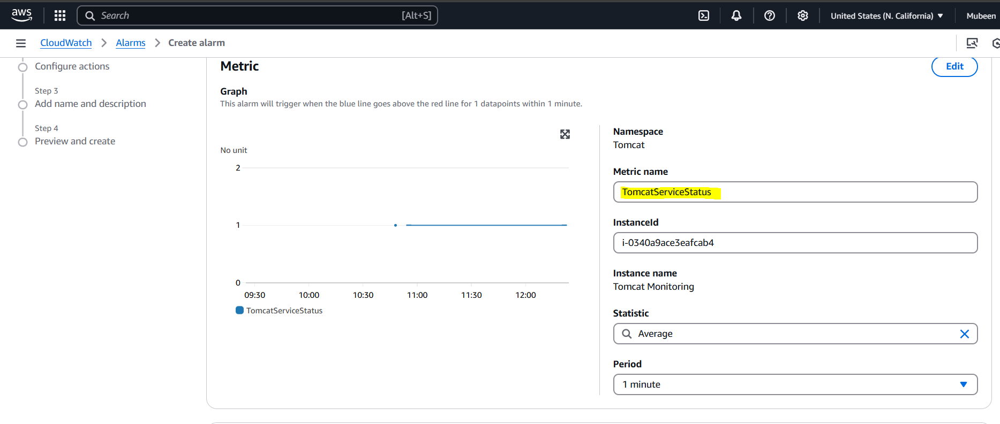 aws
Search [Alt+S]
United States (N. California)
Mubeen
CloudWatch
Alarms
Create alarm
Configure actions
Step 3
Add name and description
Step 4
Preview and create
Metric
Edit
Graph
This alarm will trigger when the blue line goes above the red line for 1 datapoints within 1 minute.
No unit
2
1
0
09:30 10:00 10:30 11:00 11:30 12:00
TomcatServiceStatus
Namespace
Tomcat
Metric name
TomcatServiceStatus
InstanceId
i-0340a9ace3eafcab4
Instance name
Tomcat Monitoring
Statistic
Average
Period
1 minute